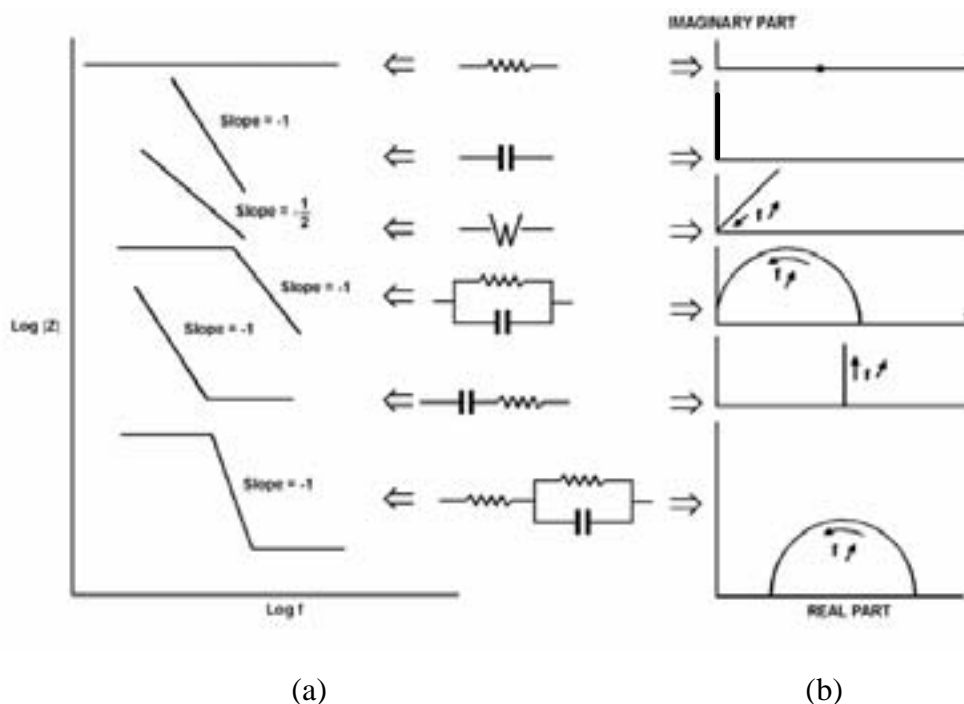 IMAGINARY PART
Slope = -1
Slope = -1/2
Slope = -1
Log |Z|
Slope = -1
Slope = -1
Log f
f
f
f
f
REAL PART
(a)
(b)